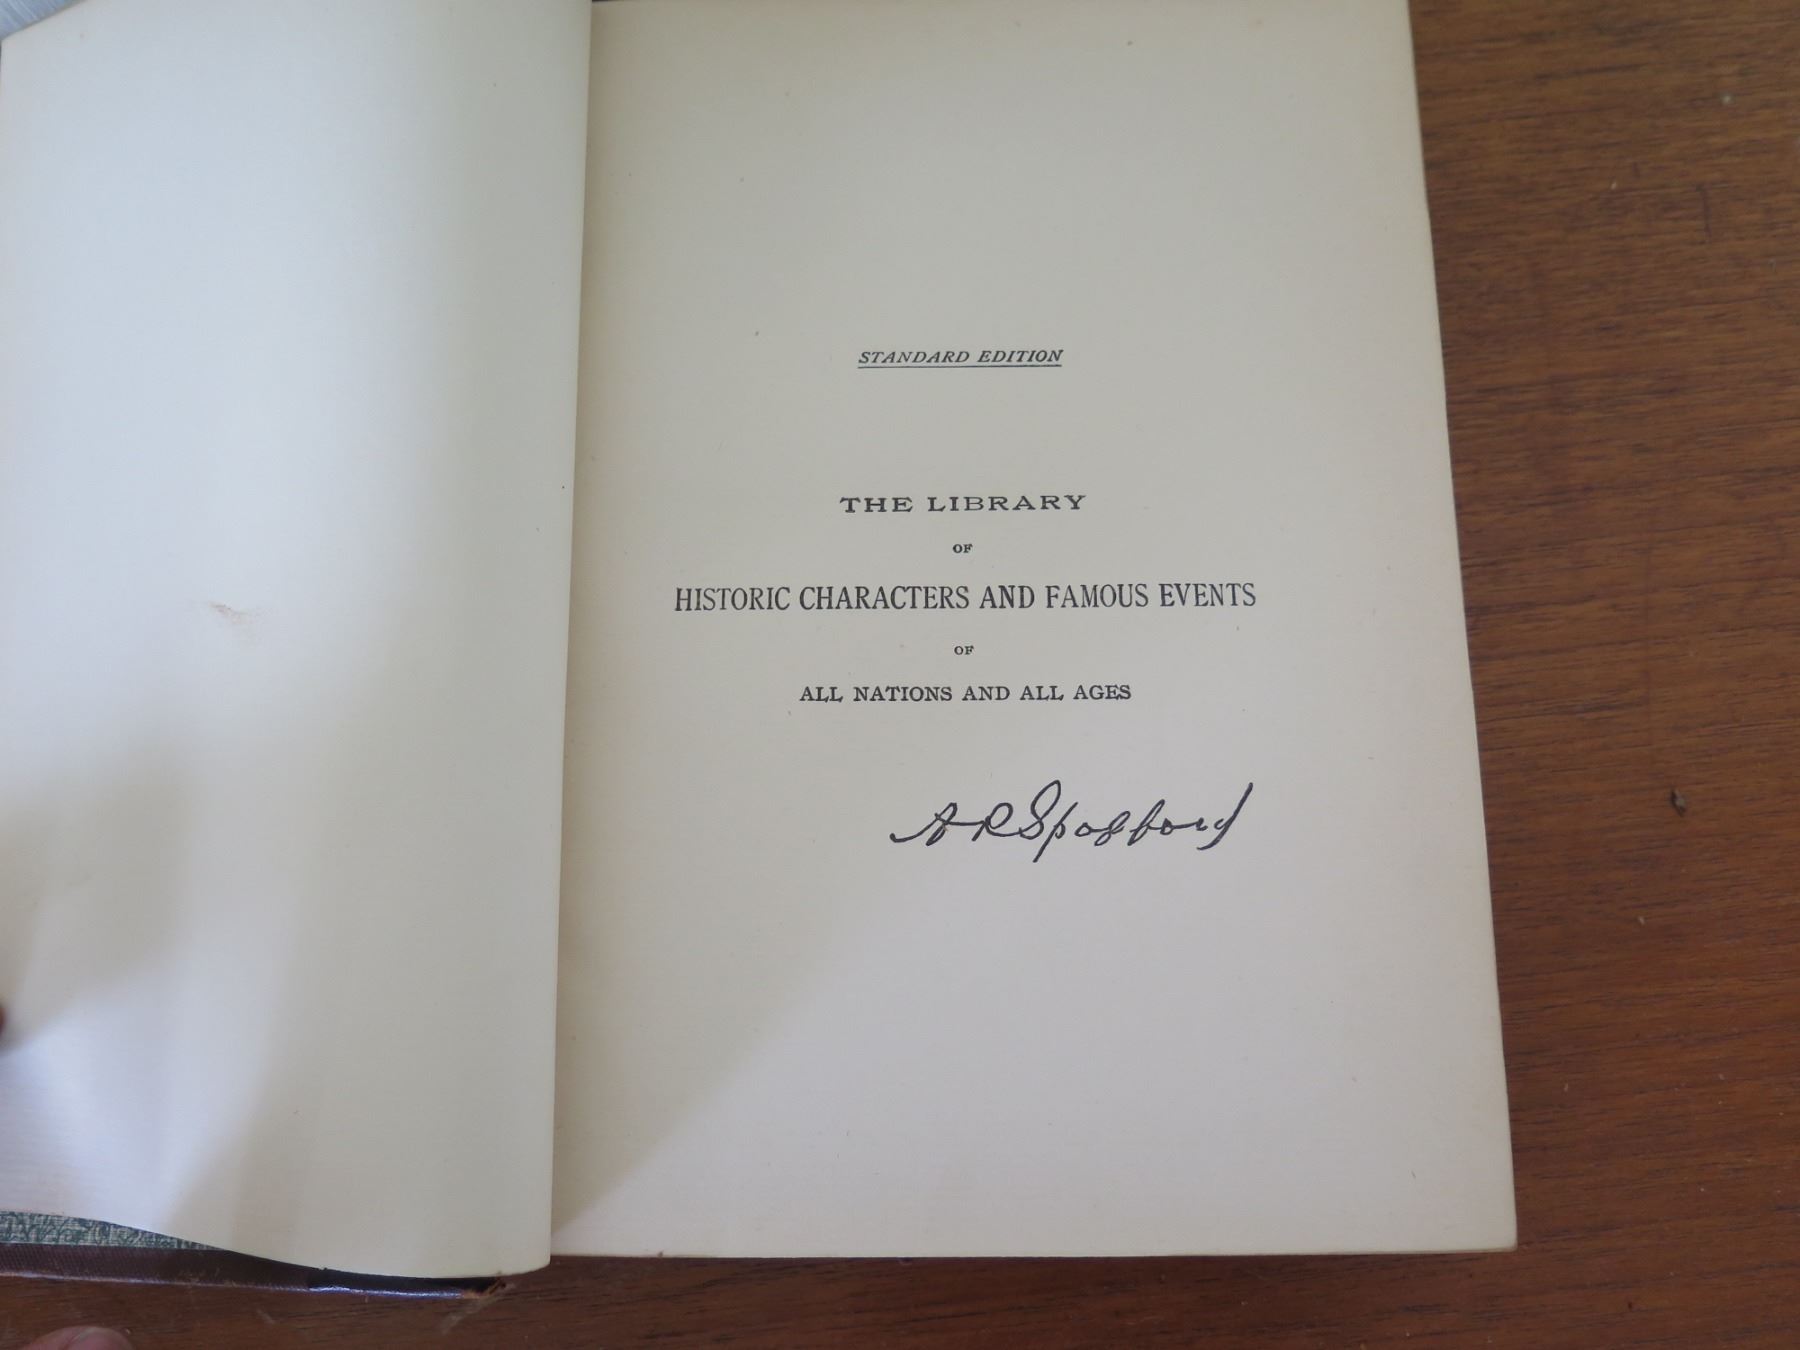 STANDARD EDITION
THE LIBRARY
OF
HISTORIC CHARACTERS AND FAMOUS EVENTS
OF
ALL NATIONS AND ALL AGES
A R Spofford